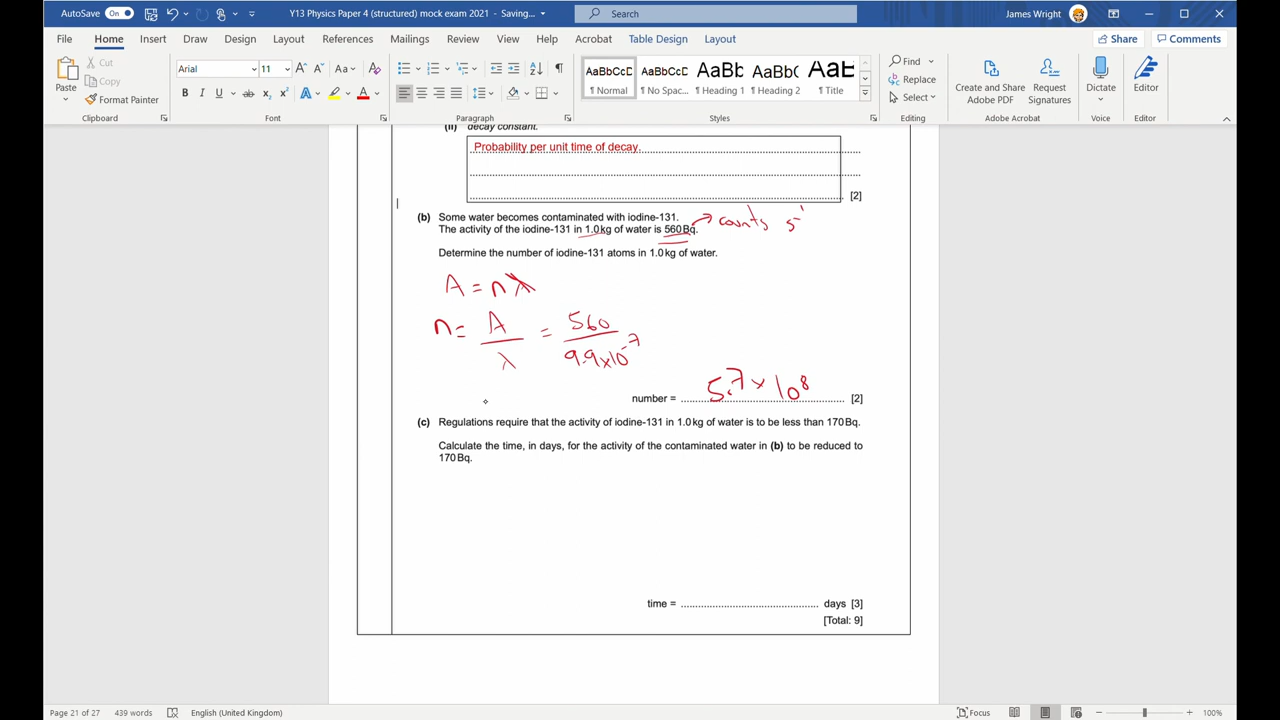 AutoSave On Y13 Physics Paper 4 (structured) mock exam 2021 - Saving... Search James Wright
File Home Insert Draw Design Layout References Mailings Review View Help Acrobat Table Design Layout Share Comments
Paste Cut Copy Format Painter
Clipboard
Arial 11
Font
Paragraph
AaBbCcD Normal AaBbCcD No Spac... AaBbC Heading 1 AaBbC Heading 2 AaB Title
Styles
Find Replace Select
Editing
Create and Share Adobe PDF Request Signatures
Adobe Acrobat
Dictate
Voice
Editor
Editor
(ii) decay constant.
Probability per unit time of decay.
[2]
(b) Some water becomes contaminated with iodine-131.
The activity of the iodine-131 in 1.0 kg of water is 560 Bq. → counts s⁻¹
Determine the number of iodine-131 atoms in 1.0 kg of water.
A = nλ
n = A/λ = 560/9.9×10⁻⁷
number = 5.7 × 10⁸ [2]
(c) Regulations require that the activity of iodine-131 in 1.0 kg of water is to be less than 170 Bq.
Calculate the time, in days, for the activity of the contaminated water in (b) to be reduced to
170 Bq.
time = ........ days [3]
[Total: 9]
Page 21 of 27 439 words English (United Kingdom) Focus 100%